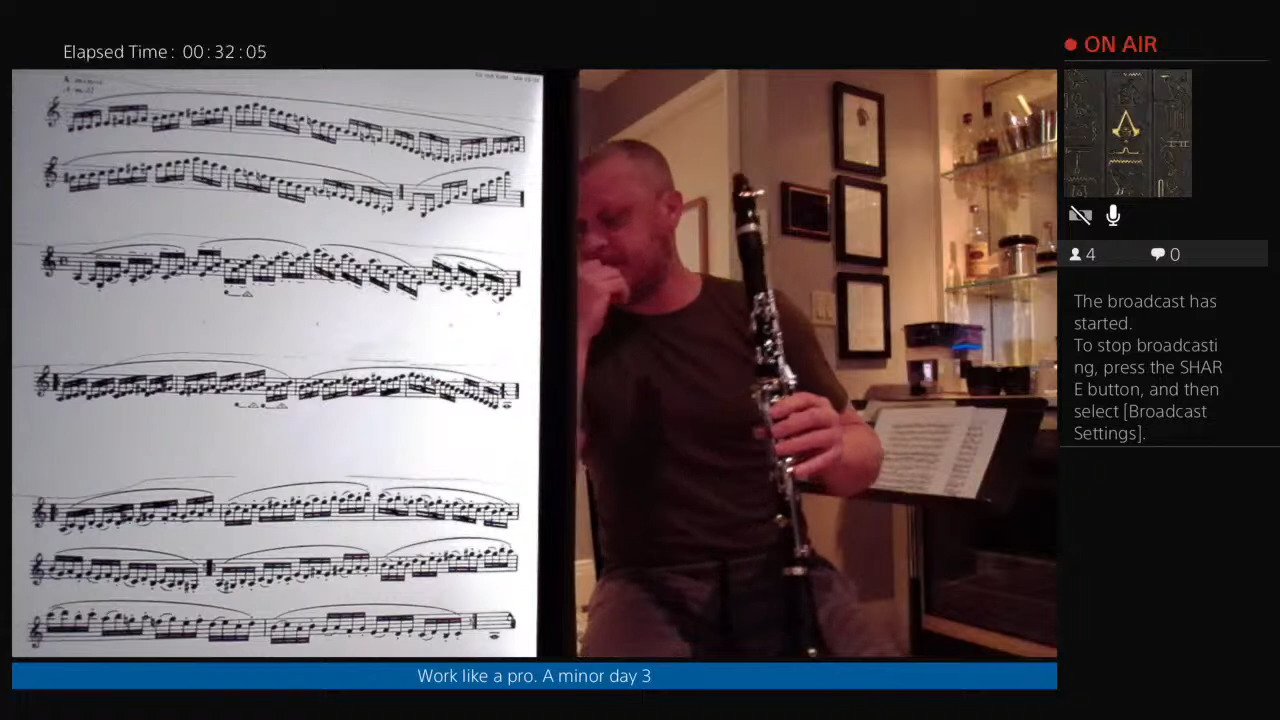 Elapsed Time: 00:32:05
ON AIR
4
0
The broadcast has
started.
To stop broadcasti
ng, press the SHAR
E button, and then
select [Broadcast
Settings].
Work like a pro. A minor day 3